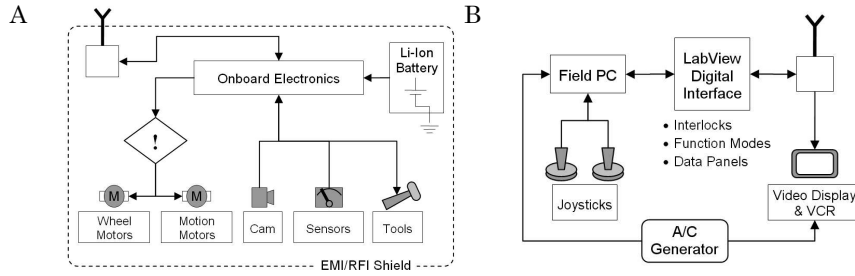 A
Li-Ion
Battery
Onboard Electronics
!
M
M
Wheel
Motors
Motion
Motors
Cam
Sensors
Tools
EMI/RFI Shield
B
Field PC
LabView
Digital
Interface
• Interlocks
• Function Modes
• Data Panels
Joysticks
Video Display
& VCR
A/C
Generator